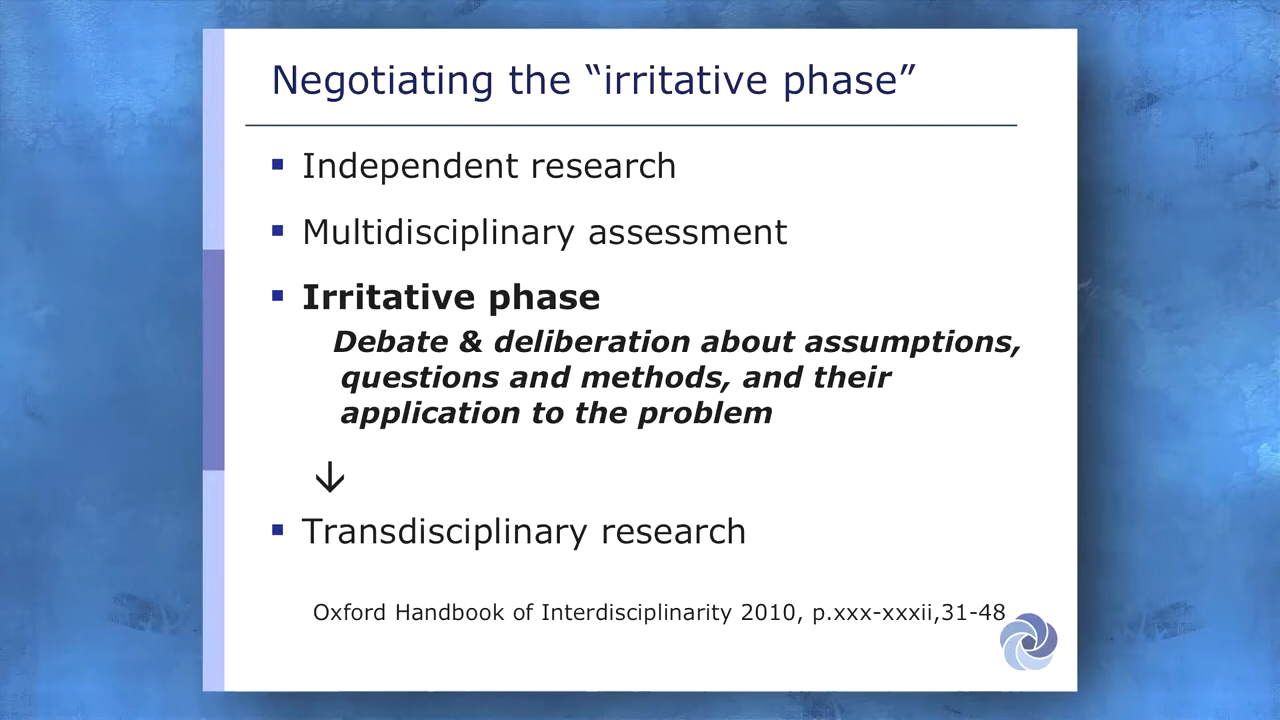 Negotiating the “irritative phase”
▪ Independent research
▪ Multidisciplinary assessment
▪ Irritative phase
Debate & deliberation about assumptions,
questions and methods, and their
application to the problem
↓
▪ Transdisciplinary research
Oxford Handbook of Interdisciplinarity 2010, p.xxx-xxxii,31-48